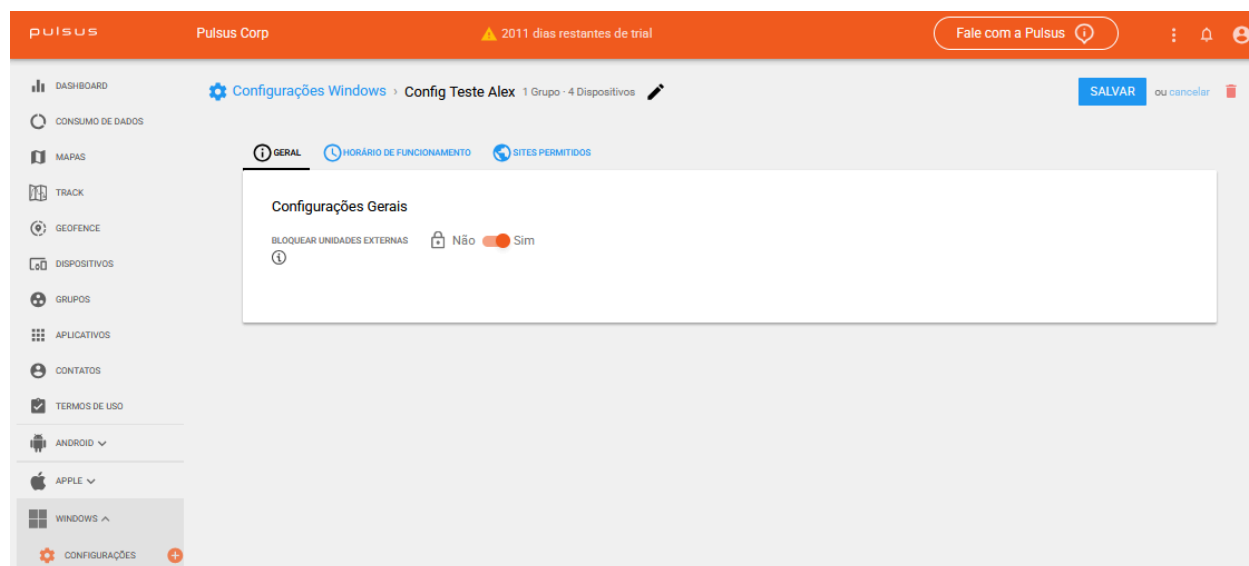 pulsus
Pulsus Corp
2011 dias restantes de trial
Fale com a Pulsus
DASHBOARD
CONSUMO DE DADOS
MAPAS
TRACK
GEOFENCE
DISPOSITIVOS
GRUPOS
APLICATIVOS
CONTATOS
TERMOS DE USO
ANDROID
APPLE
WINDOWS
CONFIGURAÇÕES
Configurações Windows › Config Teste Alex 1 Grupo · 4 Dispositivos
SALVAR ou cancelar
GERAL HORÁRIO DE FUNCIONAMENTO SITES PERMITIDOS
Configurações Gerais
BLOQUEAR UNIDADES EXTERNAS Não Sim